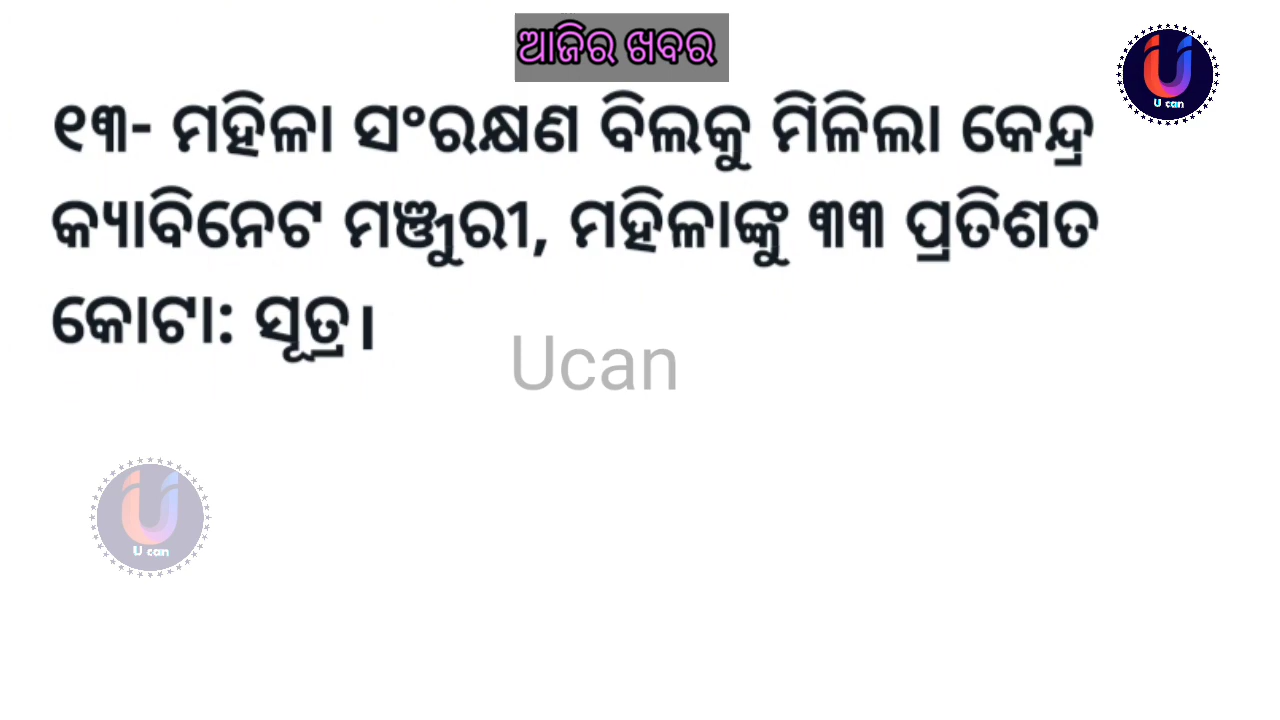 ଆଜିର ଖବର
U can
୧୩- ମହିଳା ସଂରକ୍ଷଣ ବିଲକୁ ମିଳିଲା କେନ୍ଦ୍ର
କ୍ୟାବିନେଟ ମଞ୍ଜୁରୀ, ମହିଳାଙ୍କୁ ୩୩ ପ୍ରତିଶତ
କୋଟା: ସୂତ୍ର।
Ucan
U can